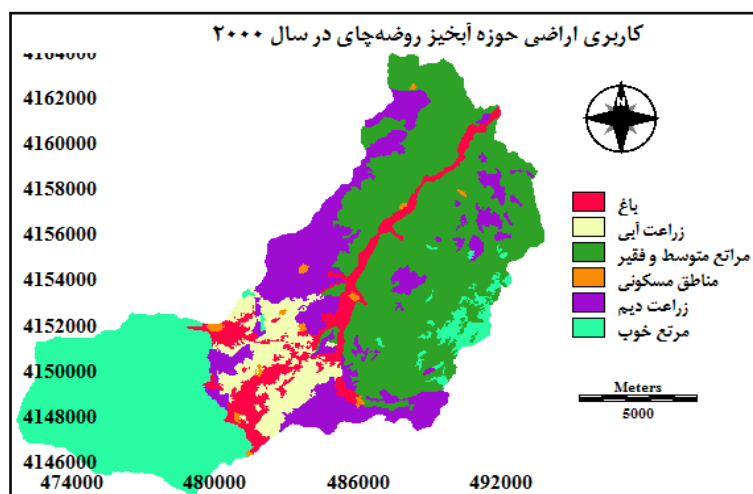 کاربری اراضی حوزه آبخیز روضه‌چای در سال ۲۰۰۰
4164000
4162000
4160000
4158000
4156000
4154000
4152000
4150000
4148000
4146000
474000 480000 486000 492000
N
باغ
زراعت آبی
مراتع متوسط و فقیر
مناطق مسکونی
زراعت دیم
مرتع خوب
Meters
5000